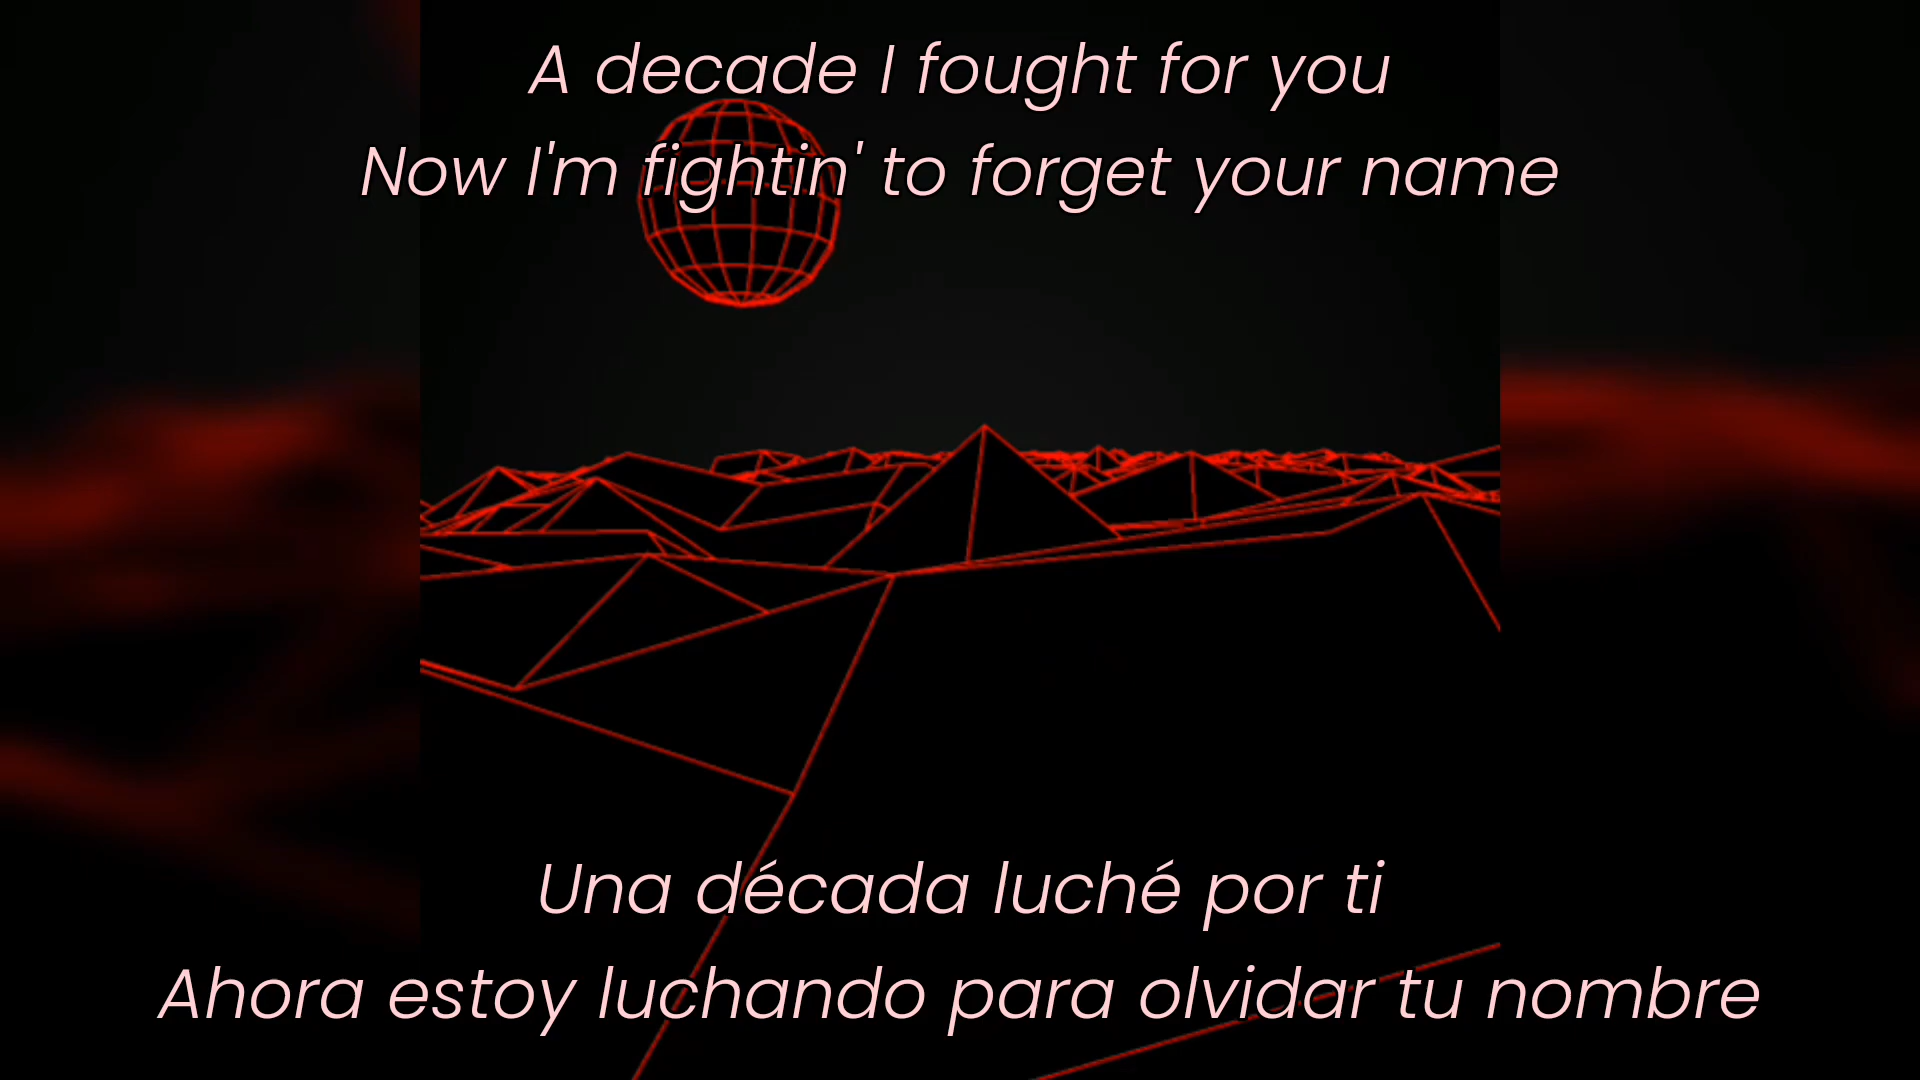 A decade I fought for you
Now I'm fightin' to forget your name
Una década luché por ti
Ahora estoy luchando para olvidar tu nombre